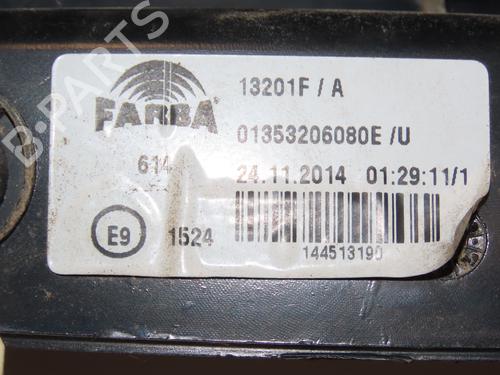 B-PARTS
FARBA
13201F / A
01353206080E /U
614
24.11.2014 01:29:11/1
E9
1524
144513190